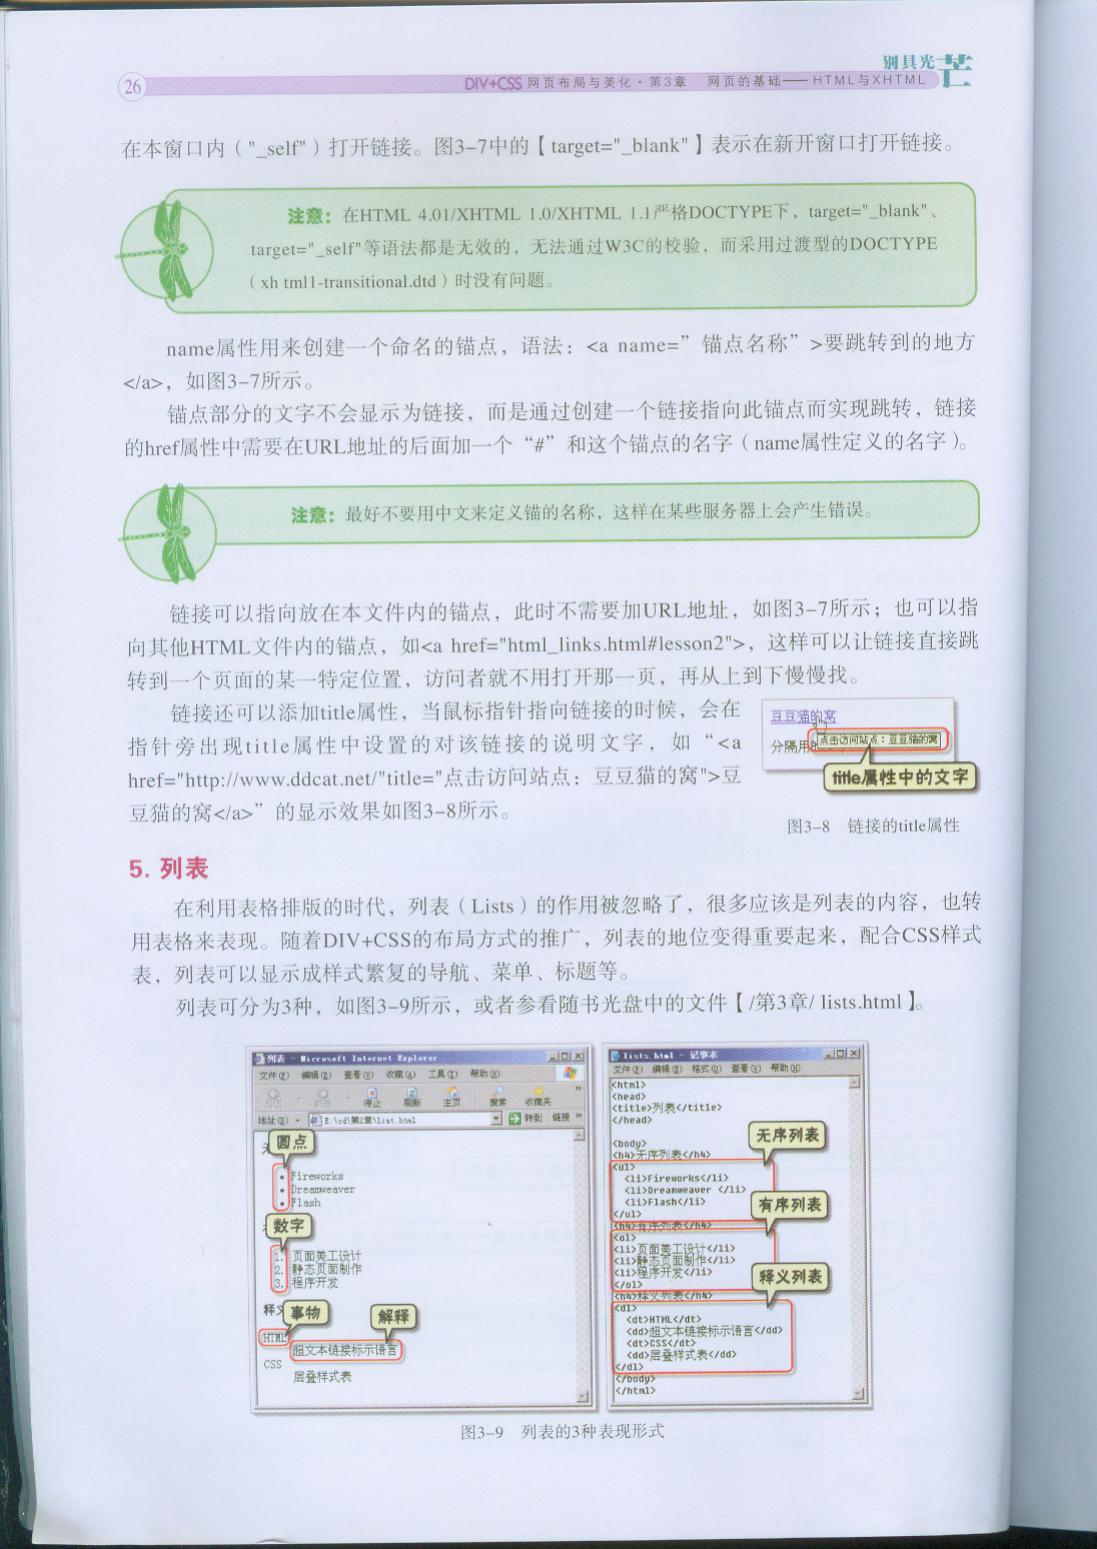 别具光芒
26
DIV+CSS 网页布局与美化·第3章 网页的基础——HTML与XHTML
在本窗口内（"_self"）打开链接。图3-7中的【target="_blank"】表示在新开窗口打开链接。
注意：在HTML 4.01/XHTML 1.0/XHTML 1.1严格DOCTYPE下，target="_blank"、
target="_self"等语法都是无效的，无法通过W3C的校验，而采用过渡型的DOCTYPE
（xh tml1-transitional.dtd）时没有问题。
name属性用来创建一个命名的锚点，语法：<a name=”锚点名称”>要跳转到的地方
</a>，如图3-7所示。
锚点部分的文字不会显示为链接，而是通过创建一个链接指向此锚点而实现跳转，链接
的href属性中需要在URL地址的后面加一个“#”和这个锚点的名字（name属性定义的名字）。
注意：最好不要用中文来定义锚的名称，这样在某些服务器上会产生错误。
链接可以指向放在本文件内的锚点，此时不需要加URL地址，如图3-7所示；也可以指
向其他HTML文件内的锚点，如<a href="html_links.html#lesson2">，这样可以让链接直接跳
转到一个页面的某一特定位置，访问者就不用打开那一页，再从上到下慢慢找。
链接还可以添加title属性，当鼠标指针指向链接的时候，会在
指针旁出现title属性中设置的对该链接的说明文字，如“<a
href="http://www.ddcat.net/"title="点击访问站点：豆豆猫的窝">豆
豆猫的窝</a>”的显示效果如图3-8所示。
豆豆猫的窝
分隔用
点击访问站点：豆豆猫的窝
title属性中的文字
图3-8 链接的title属性
5. 列表
在利用表格排版的时代，列表（Lists）的作用被忽略了，很多应该是列表的内容，也转
用表格来表现。随着DIV+CSS的布局方式的推广，列表的地位变得重要起来，配合CSS样式
表，列表可以显示成样式繁复的导航、菜单、标题等。
列表可分为3种，如图3-9所示，或者参看随书光盘中的文件【/第3章/ lists.html】。
列表 - Microsoft Internet Explorer
文件(F) 编辑(E) 查看(V) 收藏(A) 工具(T) 帮助(H)
停止 刷新 主页 搜索 收藏夹
地址(D) E:\cd\第2章\list.html 转到 链接
圆点
Fireworks
Dreamweaver
Flash
数字
1. 页面美工设计
2. 静态页面制作
3. 程序开发
释义
事物
解释
HTML
超文本链接标示语言
CSS
层叠样式表
lists.html - 记事本
文件(F) 编辑(E) 格式(O) 查看(V) 帮助(H)
<html>
<head>
<title>列表</title>
</head>
<body>
<h4>无序列表</h4>
<ul>
<li>Fireworks</li>
<li>Dreamweaver </li>
<li>Flash</li>
</ul>
<h4>有序列表</h4>
<ol>
<li>页面美工设计</li>
<li>静态页面制作</li>
<li>程序开发</li>
</ol>
<h4>释义列表</h4>
<dl>
<dt>HTML</dt>
<dd>超文本链接标示语言</dd>
<dt>CSS</dt>
<dd>层叠样式表</dd>
</dl>
</body>
</html>
无序列表
有序列表
释义列表
图3-9 列表的3种表现形式